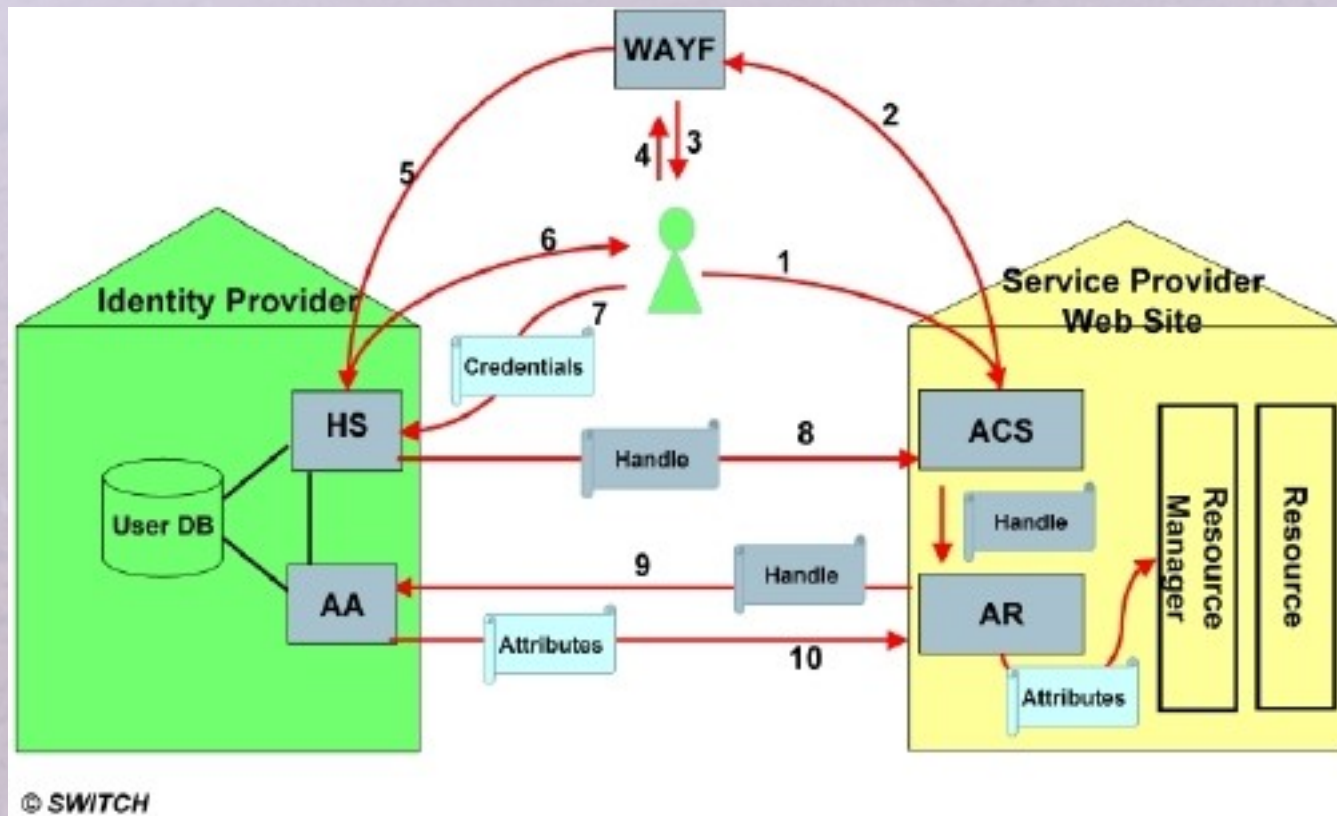 WAYF
2
5
4
3
6
1
Identity Provider
7
Service Provider
Web Site
Credentials
HS
ACS
8
Handle
User DB
Handle
Resource
Manager
Resource
9
Handle
AA
AR
Attributes
10
Attributes
© SWITCH